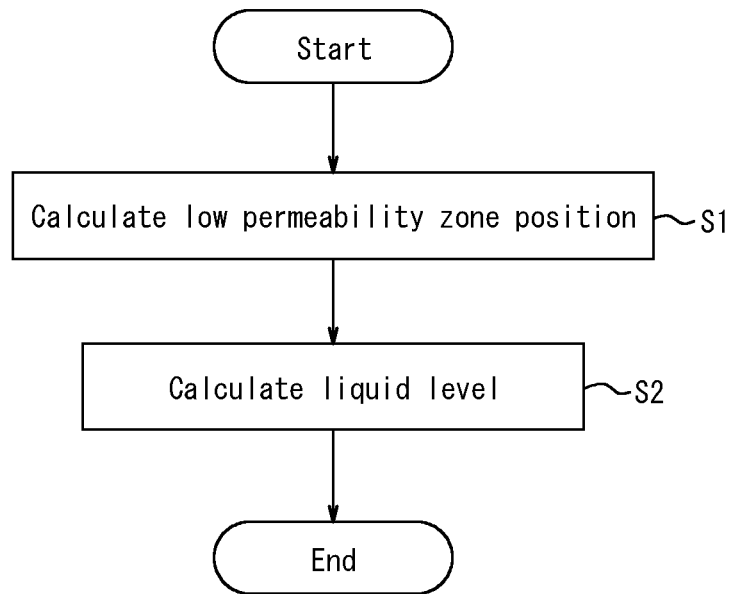 Start
Calculate low permeability zone position
S1
Calculate liquid level
S2
End